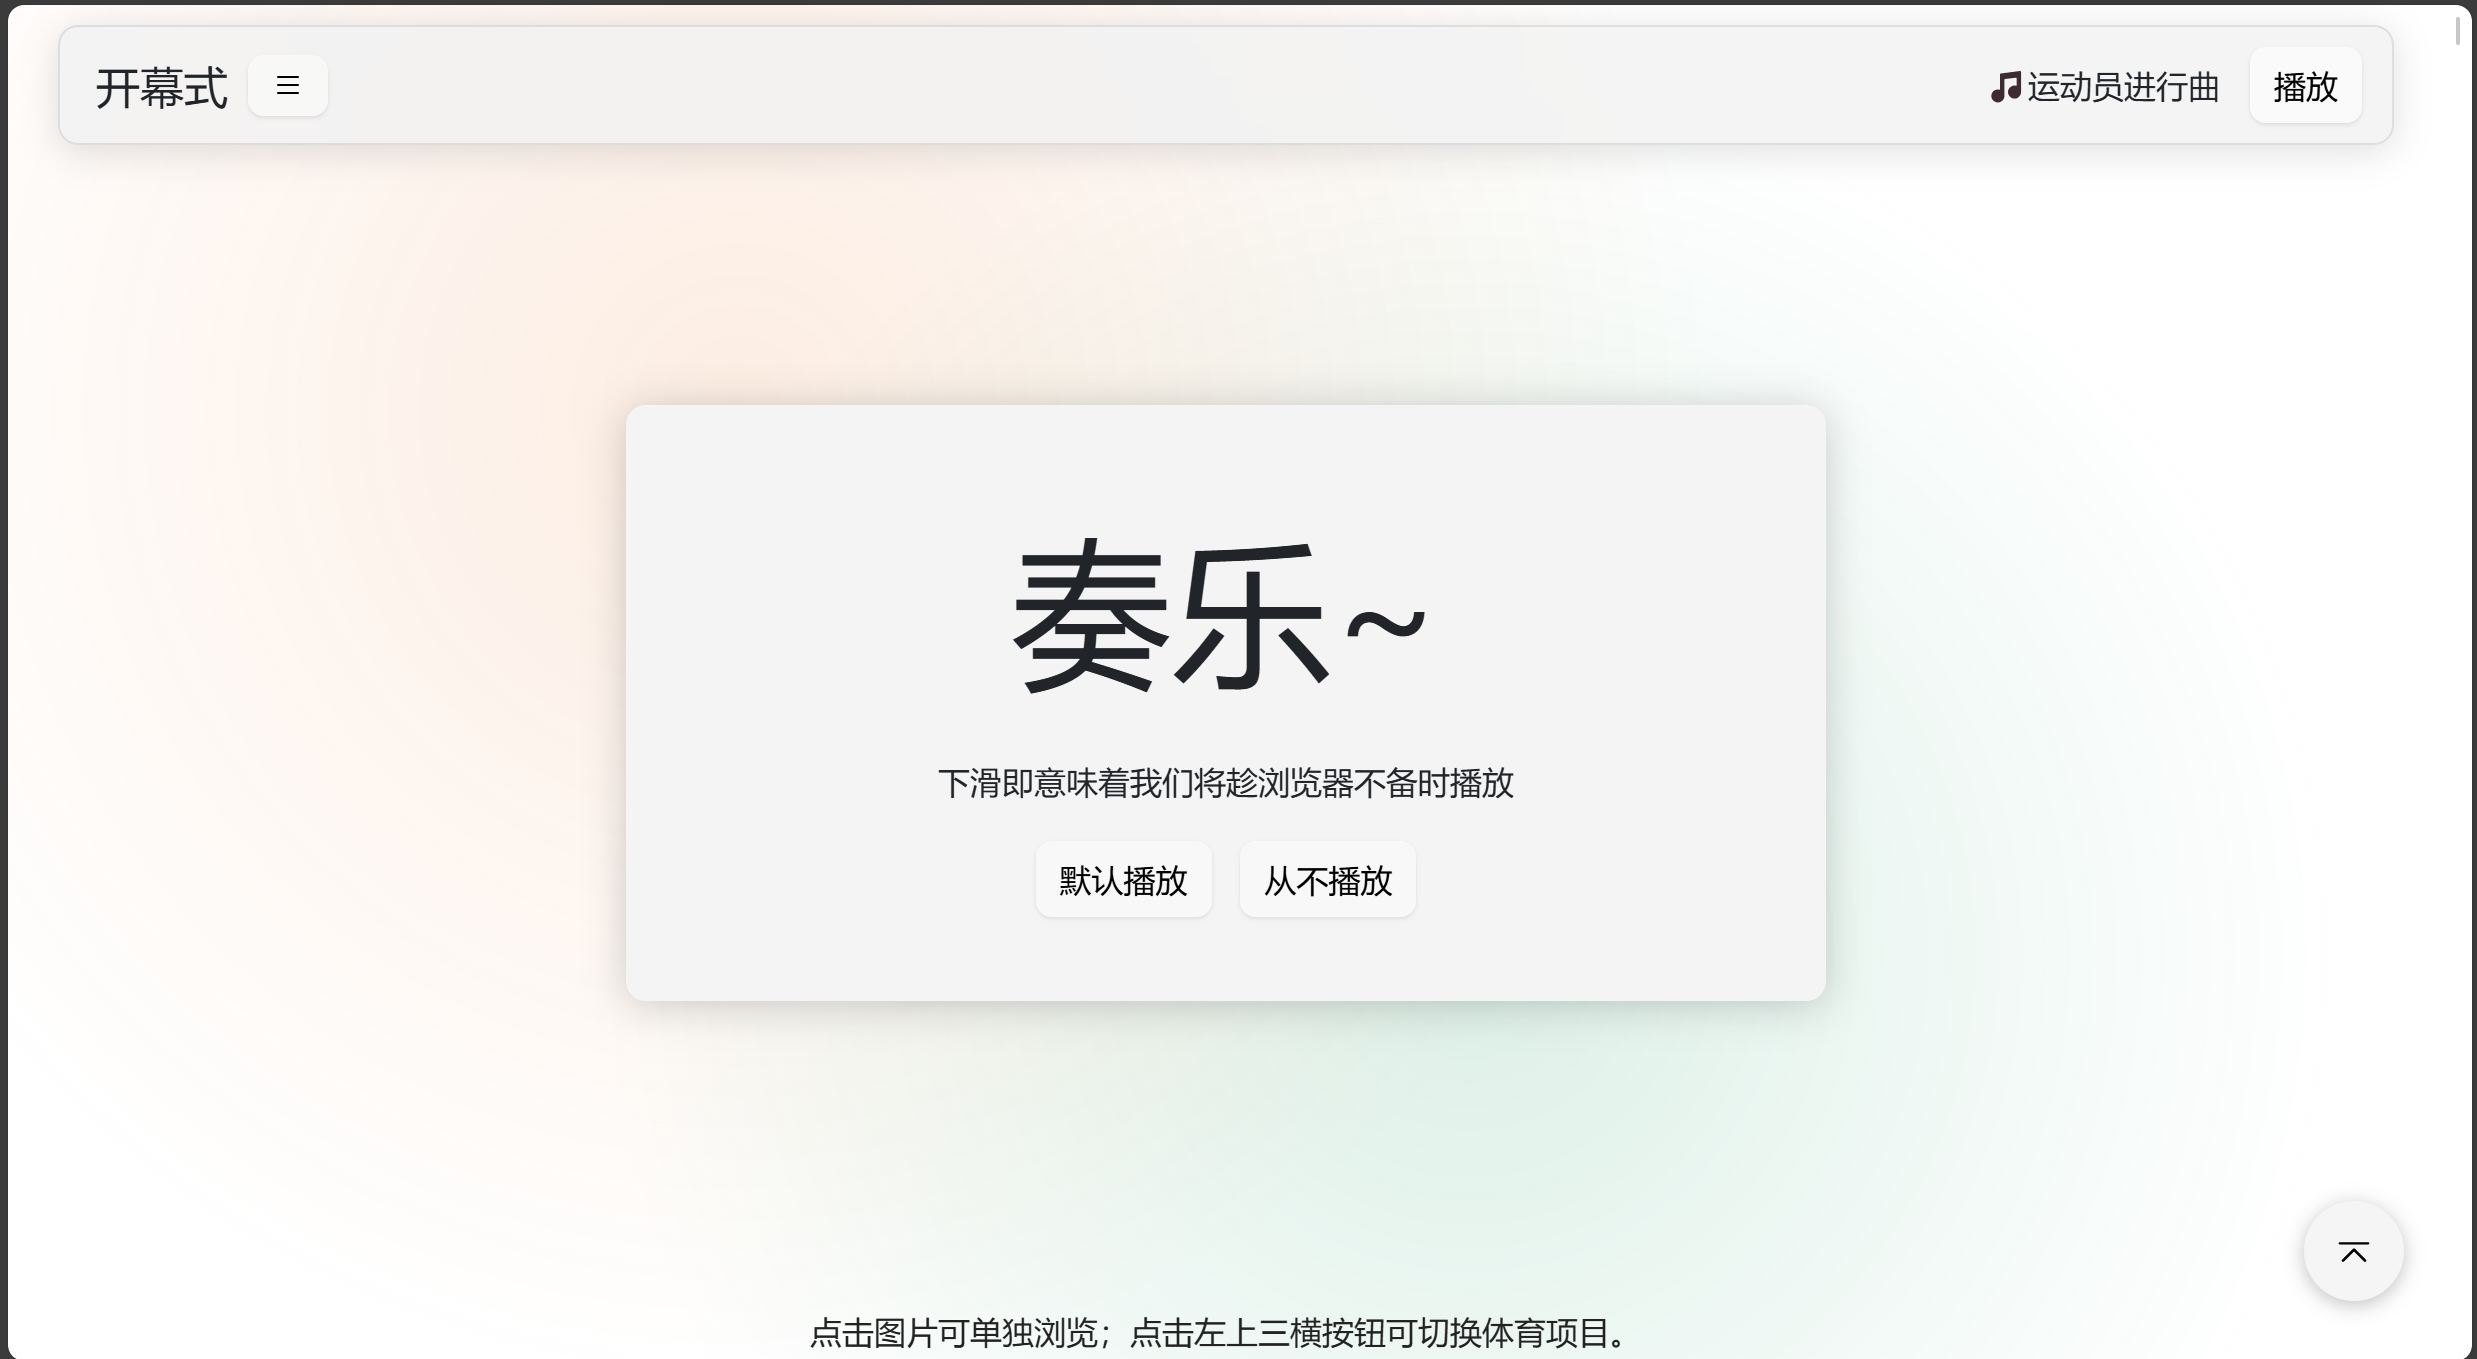 开幕式
运动员进行曲 播放
奏乐~
下滑即意味着我们将趁浏览器不备时播放
默认播放 从不播放
点击图片可单独浏览；点击左上三横按钮可切换体育项目。